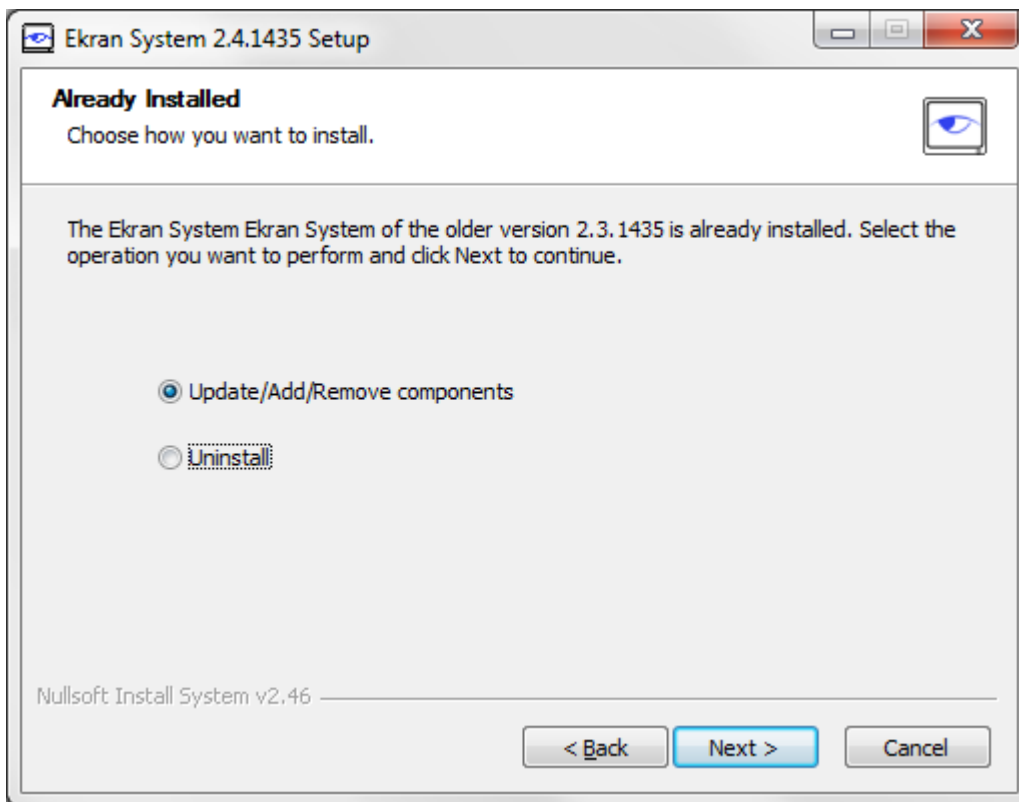 Ekran System 2.4.1435 Setup
Already Installed
Choose how you want to install.
The Ekran System Ekran System of the older version 2.3.1435 is already installed. Select the
operation you want to perform and click Next to continue.
Update/Add/Remove components
Uninstall
Nullsoft Install System v2.46
< Back
Next >
Cancel